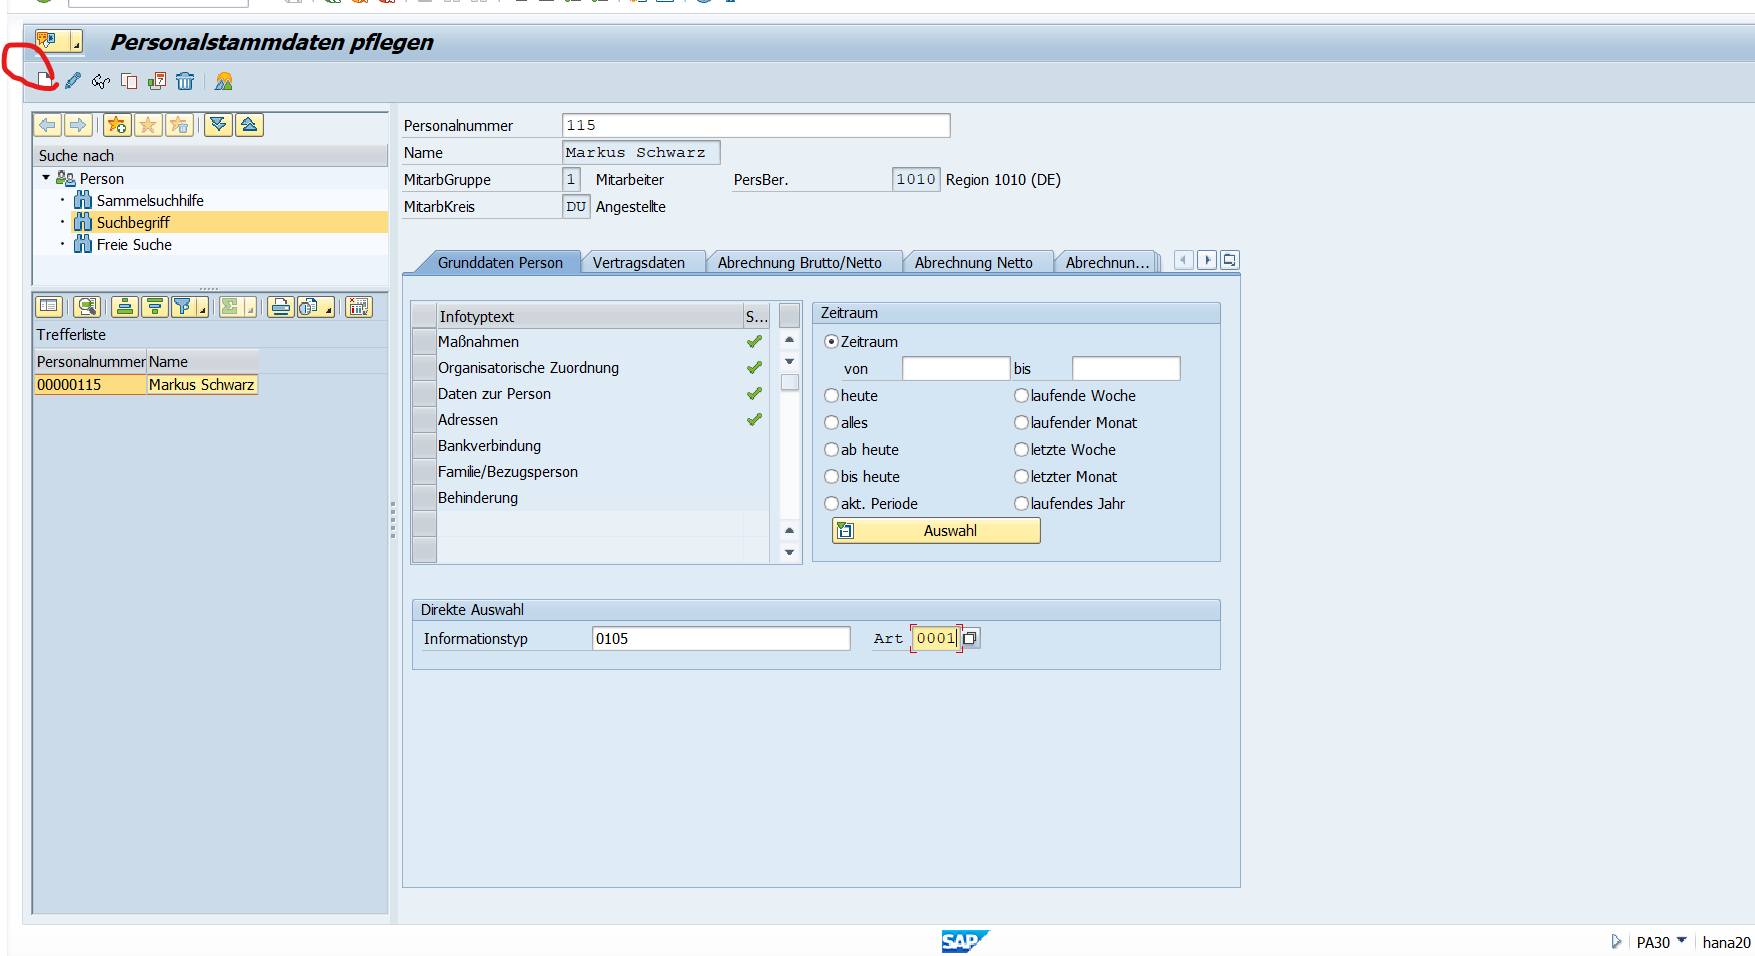 Personalstammdaten pflegen
Suche nach
Person
Sammelsuchhilfe
Suchbegriff
Freie Suche
Trefferliste
Personalnummer Name
00000115 Markus Schwarz
Personalnummer 115
Name Markus Schwarz
MitarbGruppe 1 Mitarbeiter PersBer. 1010 Region 1010 (DE)
MitarbKreis DU Angestellte
Grunddaten Person Vertragsdaten Abrechnung Brutto/Netto Abrechnung Netto Abrechnun...
Infotyptext S...
Maßnahmen
Organisatorische Zuordnung
Daten zur Person
Adressen
Bankverbindung
Familie/Bezugsperson
Behinderung
Zeitraum
Zeitraum
von bis
heute laufende Woche
alles laufender Monat
ab heute letzte Woche
bis heute letzter Monat
akt. Periode laufendes Jahr
Auswahl
Direkte Auswahl
Informationstyp 0105 Art 0001
SAP
PA30 hana20